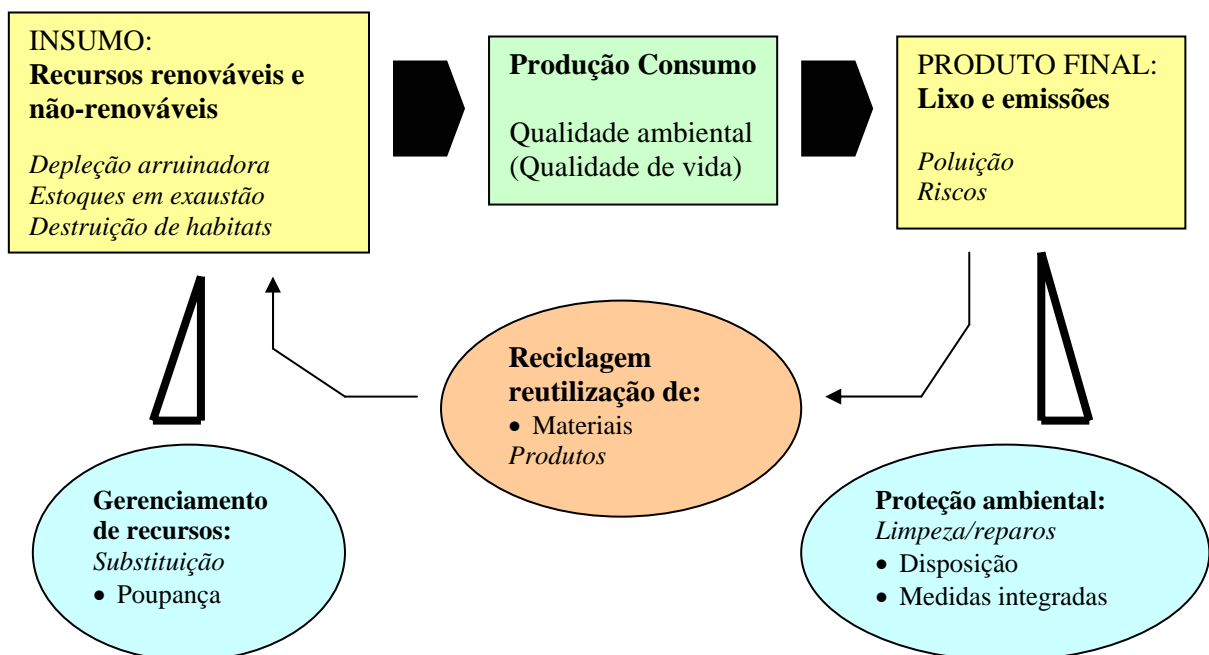 INSUMO:
Recursos renováveis e
não-renováveis
Depleção arruinadora
Estoques em exaustão
Destruição de habitats
Produção Consumo
Qualidade ambiental
(Qualidade de vida)
PRODUTO FINAL:
Lixo e emissões
Poluição
Riscos
Reciclagem
reutilização de:
• Materiais
Produtos
Gerenciamento
de recursos:
Substituição
• Poupança
Proteção ambiental:
Limpeza/reparos
• Disposição
• Medidas integradas